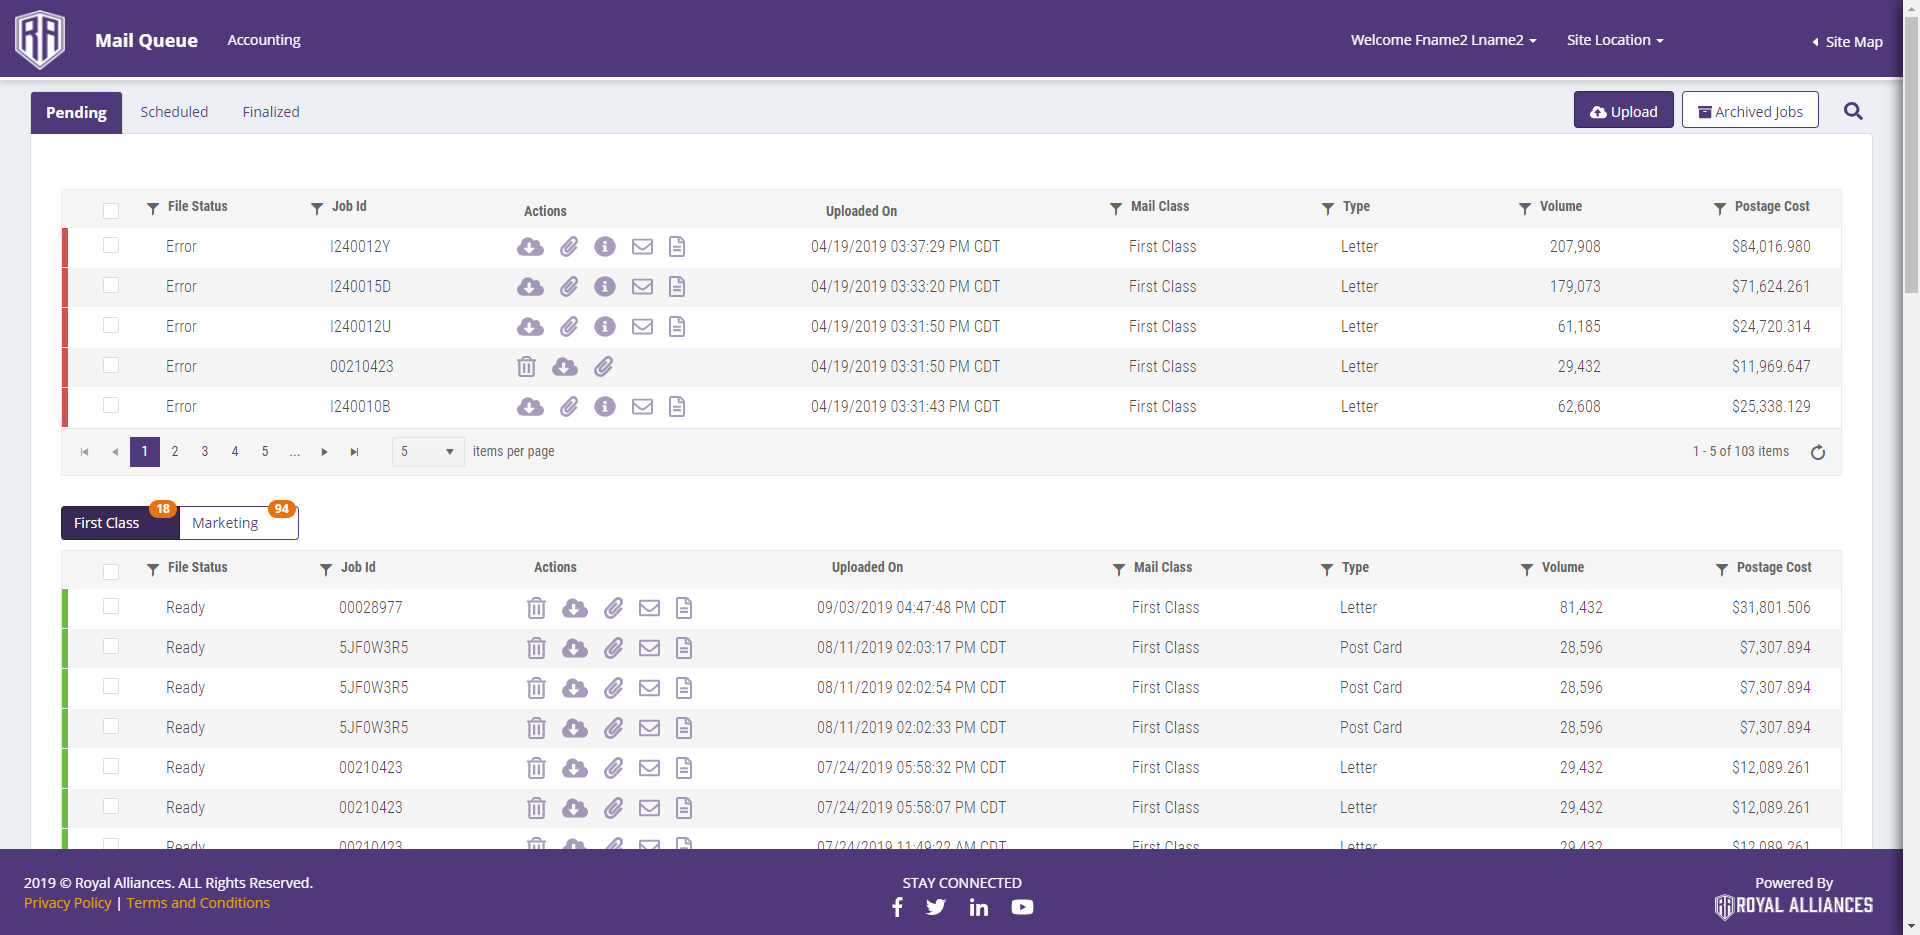 RA Mail Queue Accounting Welcome Fname2 Lname2 Site Location Site Map
Pending Scheduled Finalized Upload Archived Jobs
File Status Job Id Actions Uploaded On Mail Class Type Volume Postage Cost
Error I240012Y 04/19/2019 03:37:29 PM CDT First Class Letter 207,908 $84,016.980
Error I240015D 04/19/2019 03:33:20 PM CDT First Class Letter 179,073 $71,624.261
Error I240012U 04/19/2019 03:31:50 PM CDT First Class Letter 61,185 $24,720.314
Error 00210423 04/19/2019 03:31:50 PM CDT First Class Letter 29,432 $11,969.647
Error I240010B 04/19/2019 03:31:43 PM CDT First Class Letter 62,608 $25,338.129
1 2 3 4 5 ... 5 items per page 1 - 5 of 103 items
First Class 18 Marketing 94
File Status Job Id Actions Uploaded On Mail Class Type Volume Postage Cost
Ready 00028977 09/03/2019 04:47:48 PM CDT First Class Letter 81,432 $31,801.506
Ready 5JF0W3R5 08/11/2019 02:03:17 PM CDT First Class Post Card 28,596 $7,307.894
Ready 5JF0W3R5 08/11/2019 02:02:54 PM CDT First Class Post Card 28,596 $7,307.894
Ready 5JF0W3R5 08/11/2019 02:02:33 PM CDT First Class Post Card 28,596 $7,307.894
Ready 00210423 07/24/2019 05:58:32 PM CDT First Class Letter 29,432 $12,089.261
Ready 00210423 07/24/2019 05:58:07 PM CDT First Class Letter 29,432 $12,089.261
Ready 00210423 07/24/2019 11:49:22 AM CDT First Class Letter 29,432 $12,089.261
2019 © Royal Alliances. ALL Rights Reserved. STAY CONNECTED Powered By
Privacy Policy | Terms and Conditions RA ROYAL ALLIANCES